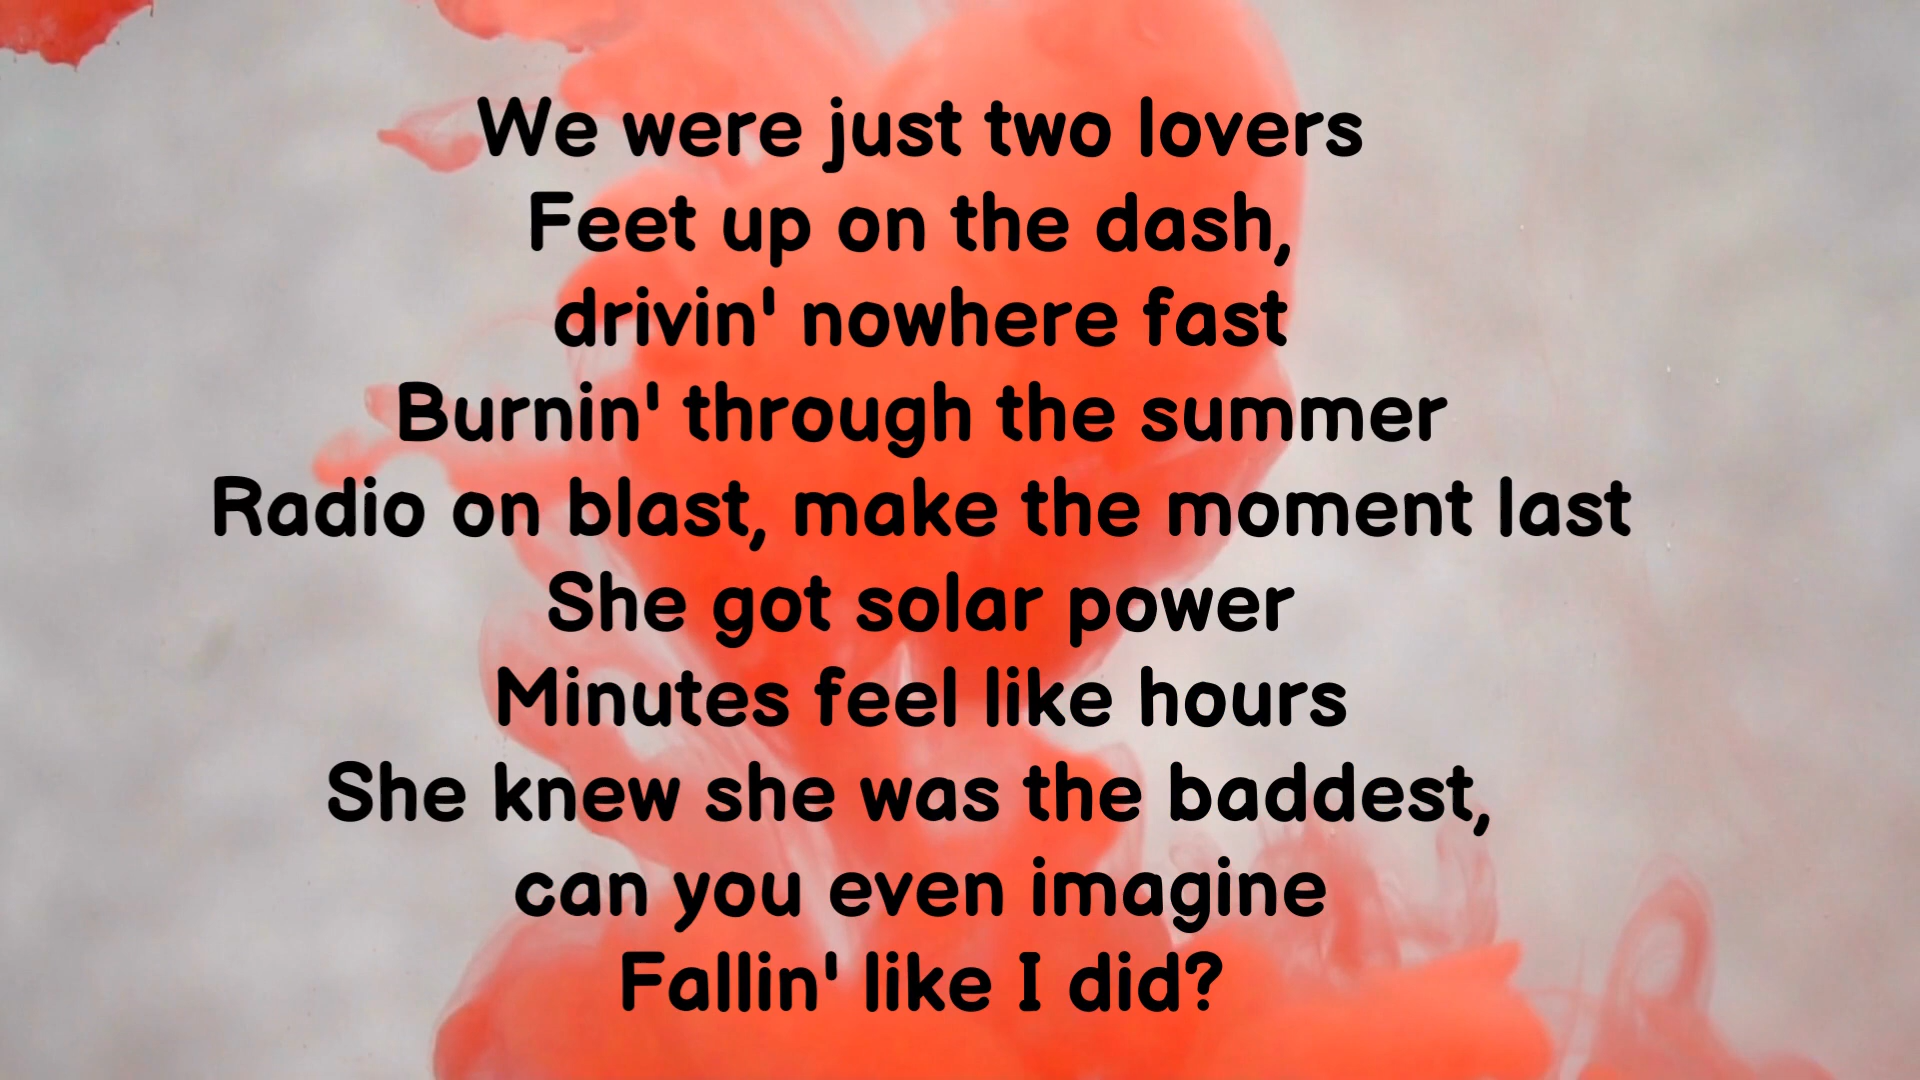 We were just two lovers
Feet up on the dash,
drivin' nowhere fast
Burnin' through the summer
Radio on blast, make the moment last
She got solar power
Minutes feel like hours
She knew she was the baddest,
can you even imagine
Fallin' like I did?